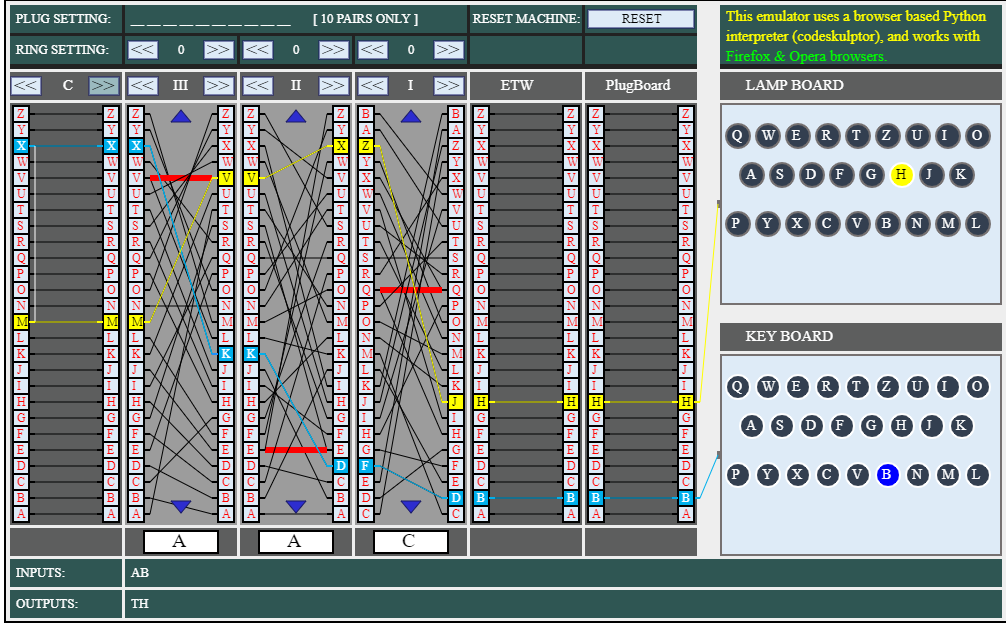 PLUG SETTING: __ __ __ __ __ __ __ __ __ __ [ 10 PAIRS ONLY ] RESET MACHINE: RESET
RING SETTING: << 0 >> << 0 >> << 0 >>
<< C >> << III >> << II >> << I >> ETW PlugBoard
Z Z Z Z Z Z B B Z Z Z Z
Y Y Y Y Y Y A A Y Y Y Y
X X X X X X Z Z X X X X
W W W W W W Y Y W W W W
V V V V V V X X V V V V
U U U U U U W W U U U U
T T T T T T V V T T T T
S S S S S S U U S S S S
R R R R R R T T R R R R
Q Q Q Q Q Q S S Q Q Q Q
P P P P P P R R P P P P
O O O O O O Q Q O O O O
N N N N N N P P N N N N
M M M M M M O O M M M M
L L L L L L N N L L L L
K K K K K K M M K K K K
J J J J J J L L J J J J
I I I I I I K K I I I I
H H H H H H J J H H H H
G G G G G G I I G G G G
F F F F F F H H F F F F
E E E E E E G G E E E E
D D D D D D F F D D D D
C C C C C C E E C C C C
B B B B B B D D B B B B
A A A A A A C C A A A A
A A C
INPUTS: AB
OUTPUTS: TH
This emulator uses a browser based Python
interpreter (codeskulptor), and works with
Firefox & Opera browsers.
LAMP BOARD
Q W E R T Z U I O
A S D F G H J K
P Y X C V B N M L
KEY BOARD
Q W E R T Z U I O
A S D F G H J K
P Y X C V B N M L